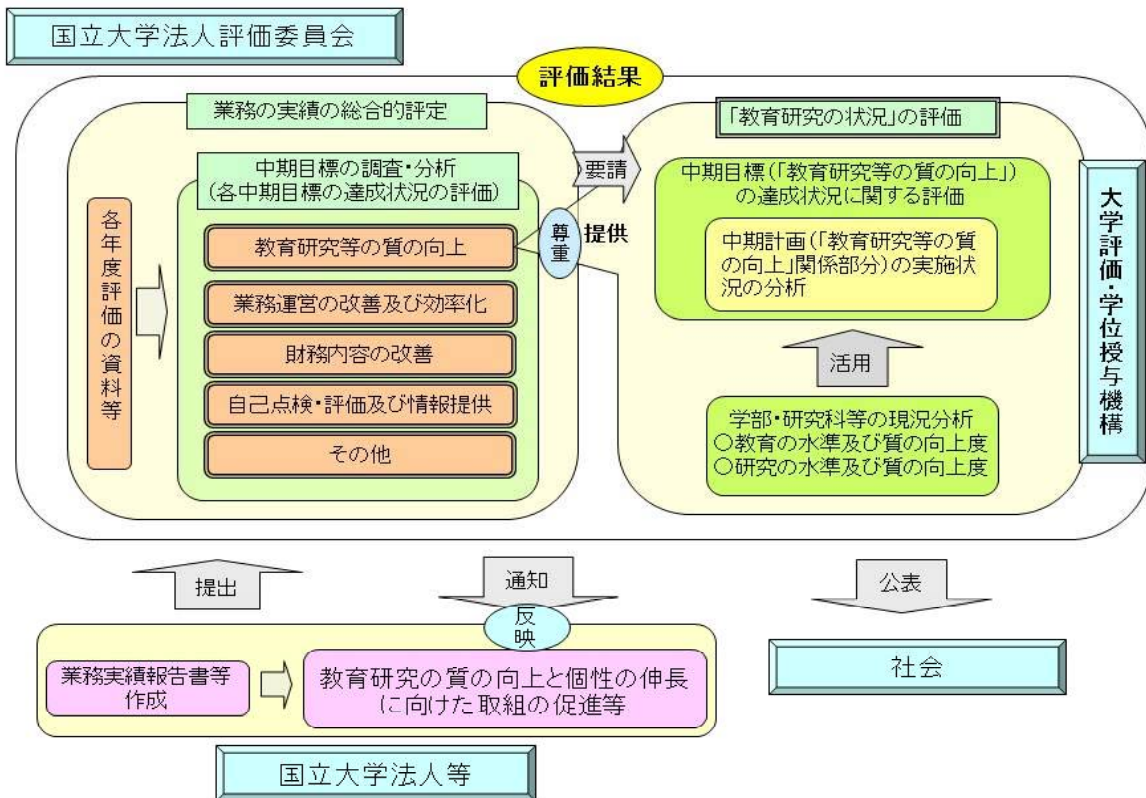 国立大学法人評価委員会
評価結果
業務の実績の総合的評定
中期目標の調査・分析
(各中期目標の達成状況の評価)
各年度評価の資料等
教育研究等の質の向上
業務運営の改善及び効率化
財務内容の改善
自己点検・評価及び情報提供
その他
要請
尊重
提供
「教育研究の状況」の評価
中期目標(「教育研究等の質の向上」)
の達成状況に関する評価
中期計画(「教育研究等の質
の向上」関係部分)の実施状
況の分析
活用
学部・研究科等の現況分析
○教育の水準及び質の向上度
○研究の水準及び質の向上度
大学評価・学位授与機構
提出
通知
公表
反映
業務実績報告書等
作成
教育研究の質の向上と個性の伸長
に向けた取組の促進等
社会
国立大学法人等